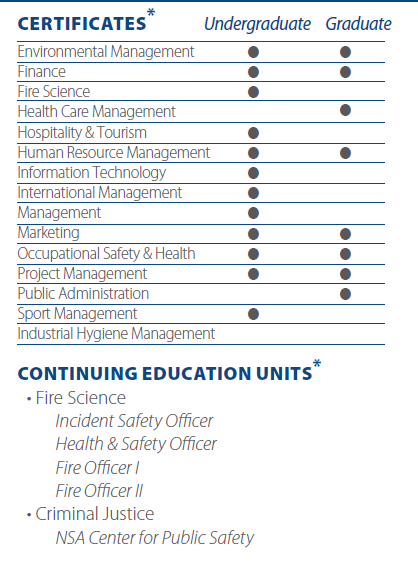 CERTIFICATES* Undergraduate Graduate
Environmental Management ● ●
Finance ● ●
Fire Science ●
Health Care Management ●
Hospitality & Tourism ●
Human Resource Management ● ●
Information Technology ●
International Management ●
Management ●
Marketing ● ●
Occupational Safety & Health ● ●
Project Management ● ●
Public Administration ●
Sport Management ●
Industrial Hygiene Management
CONTINUING EDUCATION UNITS*
• Fire Science
Incident Safety Officer
Health & Safety Officer
Fire Officer I
Fire Officer II
• Criminal Justice
NSA Center for Public Safety